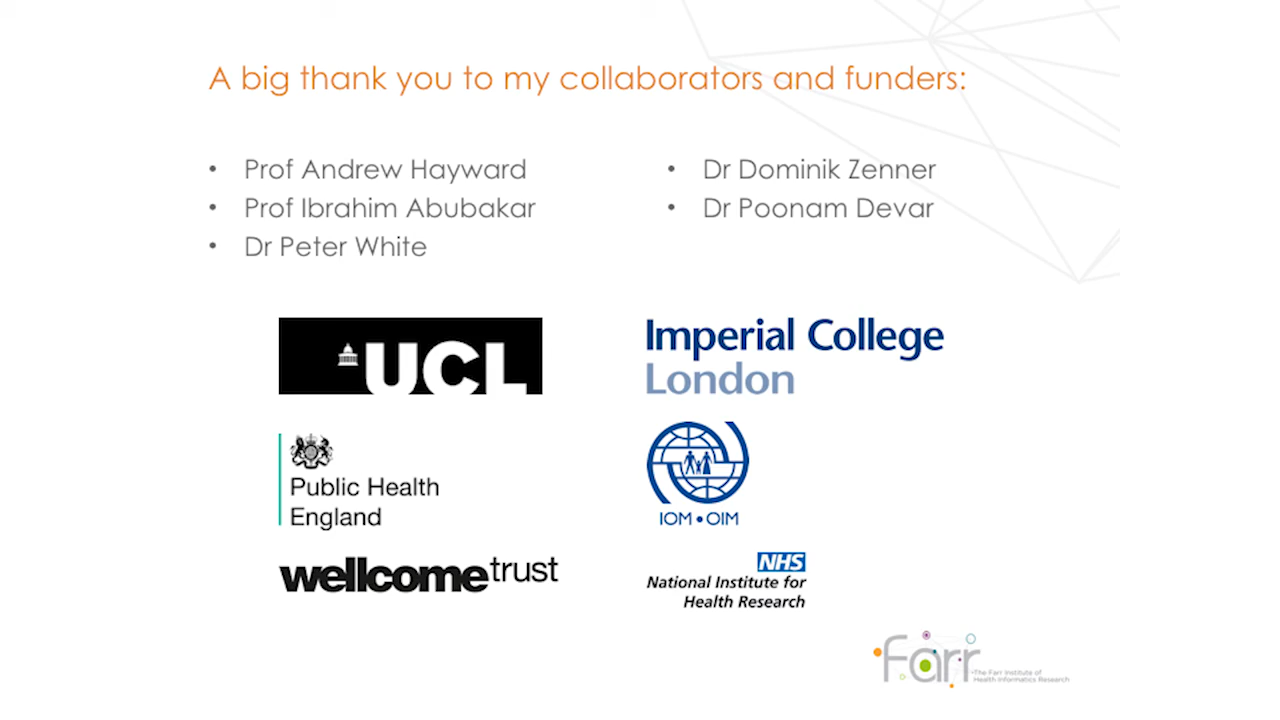 A big thank you to my collaborators and funders:
• Prof Andrew Hayward
• Prof Ibrahim Abubakar
• Dr Peter White
• Dr Dominik Zenner
• Dr Poonam Devar
UCL
Imperial College
London
Public Health
England
IOM • OIM
wellcometrust
NHS
National Institute for
Health Research
farr
The Farr Institute of
Health Informatics Research